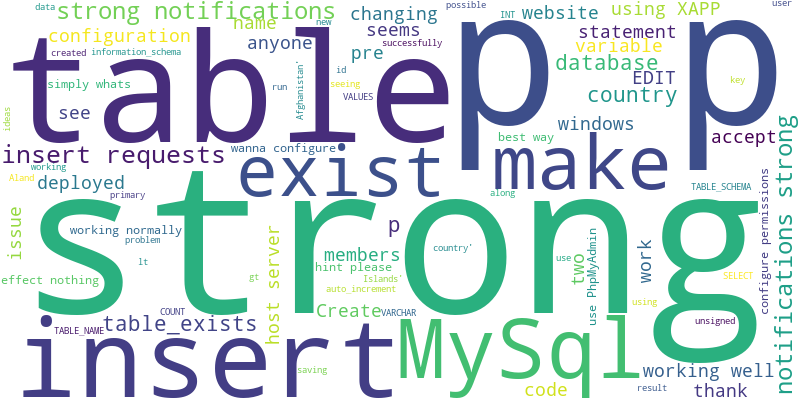 data
strong notifications
new
changing
possible
INT
website
using XAPP
user
configuration
name
seems
statement
created
information_schema
anyone
successfully
pre
variable
table
p p
database
simply whats
id
Afghanistan'
run
seeing
VALUES
EDIT
key
country
ideas
see
windows
best way
accept
insert requests
wanna configure
exist
make
working
Aland
deployed
primary
along
TABLE_SCHEMA
strong
configure permissions
notifications strong
issue
working normally
problem
lt
host server
p
members
country'
hint please
gt
Islands'
auto_increment
use
two
use PhpMyAdmin
work
using
SELECT
effect nothing
COUNT
TABLE_NAME
table_exists
Create
VARCHAR
unsigned
insert
MySql
saving
working well
code
result
thank